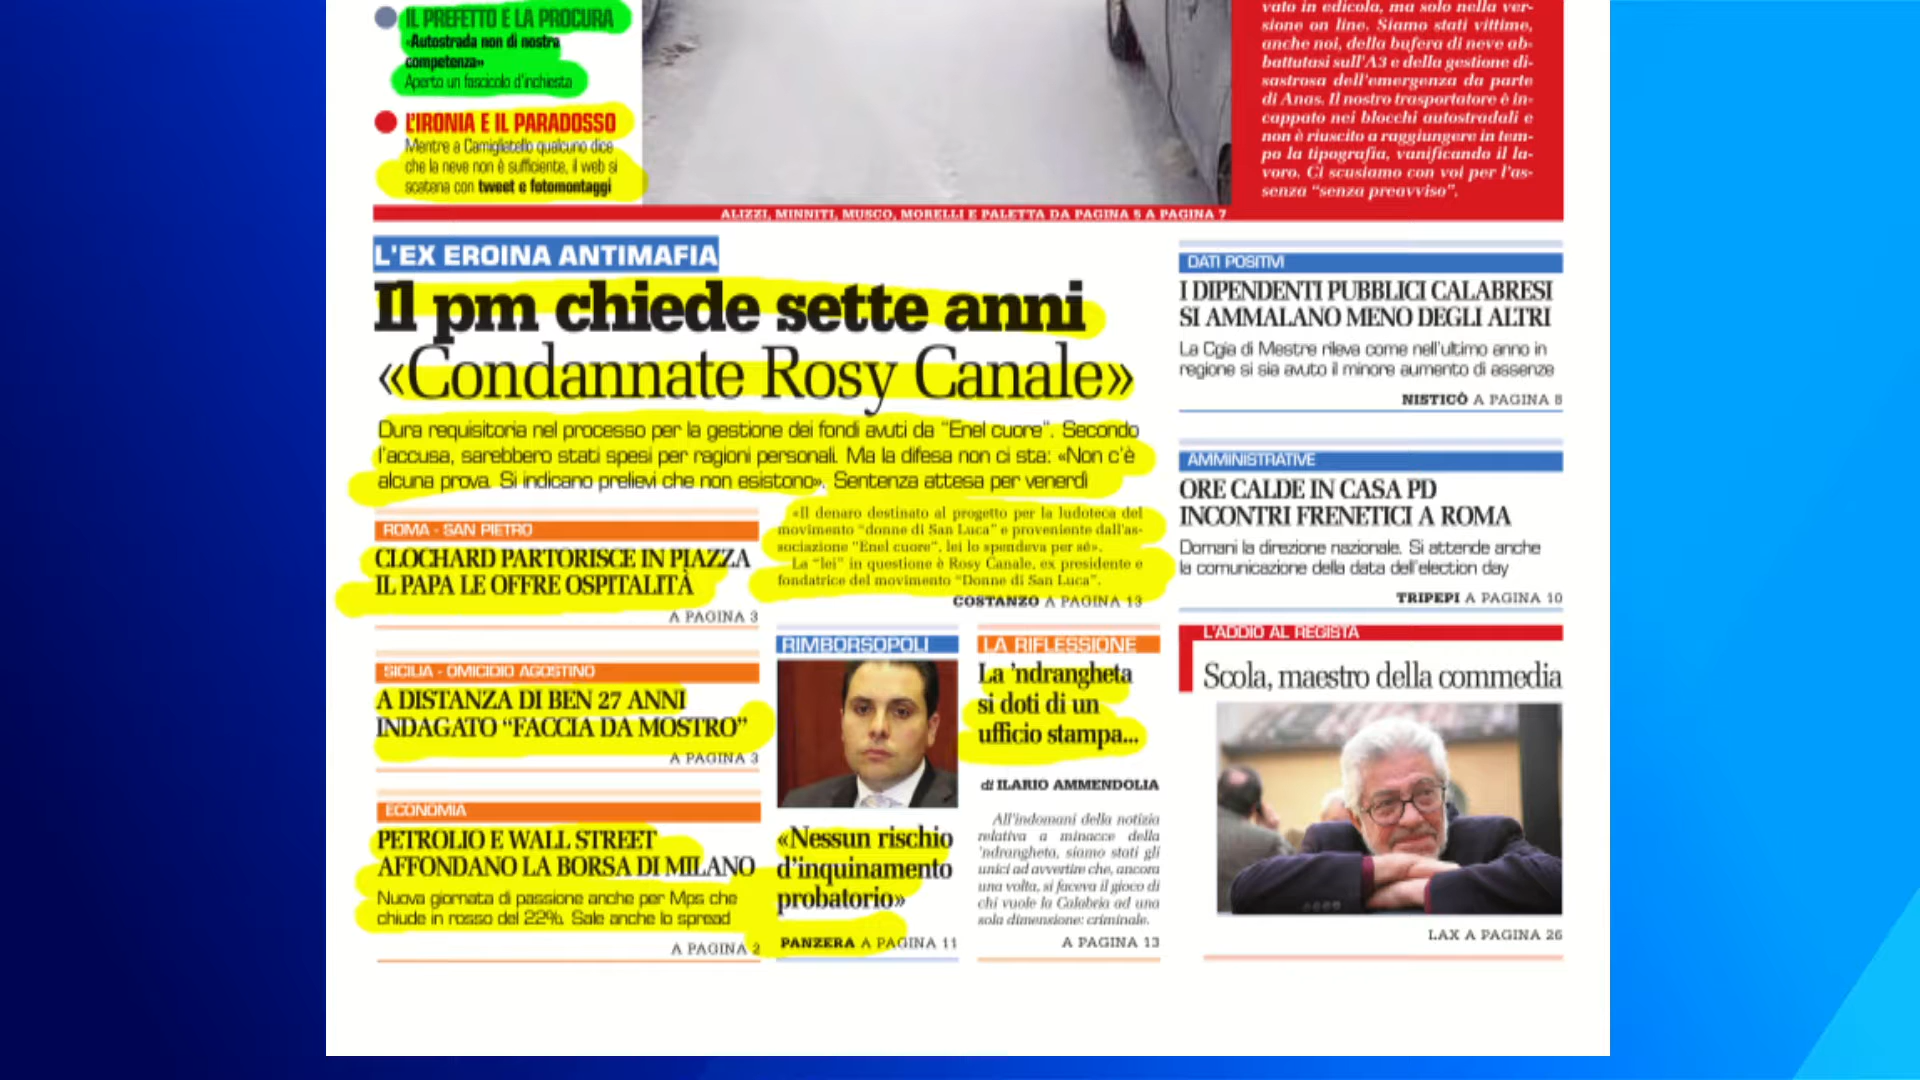 IL PREFETTO E LA PROCURA
«Autostrada non di nostra
competenza»
Aperto un fascicolo d'inchiesta
L'IRONIA E IL PARADOSSO
Mentre a Camigliatello qualcuno dice
che la neve non è sufficiente, il web si
scatena con tweet e fotomontaggi
vato in edicola, ma solo nella ver-
sione on line. Siamo stati vittime,
anche noi, della bufera di neve ab-
battutasi sull'A3 e della gestione di-
sastrosa dell'emergenza da parte
di Anas. Il nostro trasportatore è in-
cappato nei blocchi autostradali e
non è riuscito a raggiungere in tem-
po la tipografia, vanificando il la-
voro. Ci scusiamo con voi per l'as-
senza "senza preavviso".
ALIZZI, MINNITI, MUSCO, MORELLI E PALETTA DA PAGINA 5 A PAGINA 7
L'EX EROINA ANTIMAFIA
Il pm chiede sette anni
«Condannate Rosy Canale»
Dura requisitoria nel processo per la gestione dei fondi avuti da "Enel cuore". Secondo
l'accusa, sarebbero stati spesi per ragioni personali. Ma la difesa non ci sta: «Non c'è
alcuna prova. Si indicano prelievi che non esistono». Sentenza attesa per venerdì
«Il denaro destinato al progetto per la ludoteca del
movimento "donne di San Luca" e proveniente dall'as-
sociazione "Enel cuore", lei lo spendeva per sé».
La "lei" in questione è Rosy Canale, ex presidente e
fondatrice del movimento "Donne di San Luca".
COSTANZO A PAGINA 13
ROMA - SAN PIETRO
CLOCHARD PARTORISCE IN PIAZZA
IL PAPA LE OFFRE OSPITALITÀ
A PAGINA 3
SICILIA - OMICIDIO AGOSTINO
A DISTANZA DI BEN 27 ANNI
INDAGATO "FACCIA DA MOSTRO"
A PAGINA 3
ECONOMIA
PETROLIO E WALL STREET
AFFONDANO LA BORSA DI MILANO
Nuova giornata di passione anche per Mps che
chiude in rosso del 22%. Sale anche lo spread
A PAGINA 2
RIMBORSOPOLI
«Nessun rischio
d'inquinamento
probatorio»
PANZERA A PAGINA 11
LA RIFLESSIONE
La 'ndrangheta
si doti di un
ufficio stampa...
di ILARIO AMMENDOLIA
All'indomani della notizia
relativa a minacce della
'ndrangheta, siamo stati gli
unici ad avvertire che, ancora
una volta, si faceva il gioco di
chi vuole la Calabria ad una
sola dimensione: criminale.
A PAGINA 13
DATI POSITIVI
I DIPENDENTI PUBBLICI CALABRESI
SI AMMALANO MENO DEGLI ALTRI
La Cgia di Mestre rileva come nell'ultimo anno in
regione si sia avuto il minore aumento di assenze
NISTICÒ A PAGINA 8
AMMINISTRATIVE
ORE CALDE IN CASA PD
INCONTRI FRENETICI A ROMA
Domani la direzione nazionale. Si attende anche
la comunicazione della data dell'election day
TRIPEPI A PAGINA 10
L'ADDIO AL REGISTA
Scola, maestro della commedia
LAX A PAGINA 26